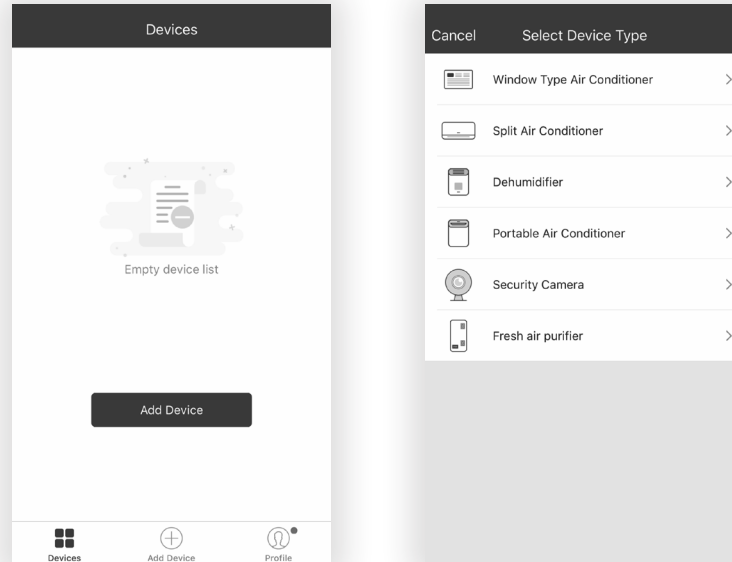 Devices
Empty device list
Add Device
Devices
Add Device
Profile
Cancel
Select Device Type
Window Type Air Conditioner
Split Air Conditioner
Dehumidifier
Portable Air Conditioner
Security Camera
Fresh air purifier